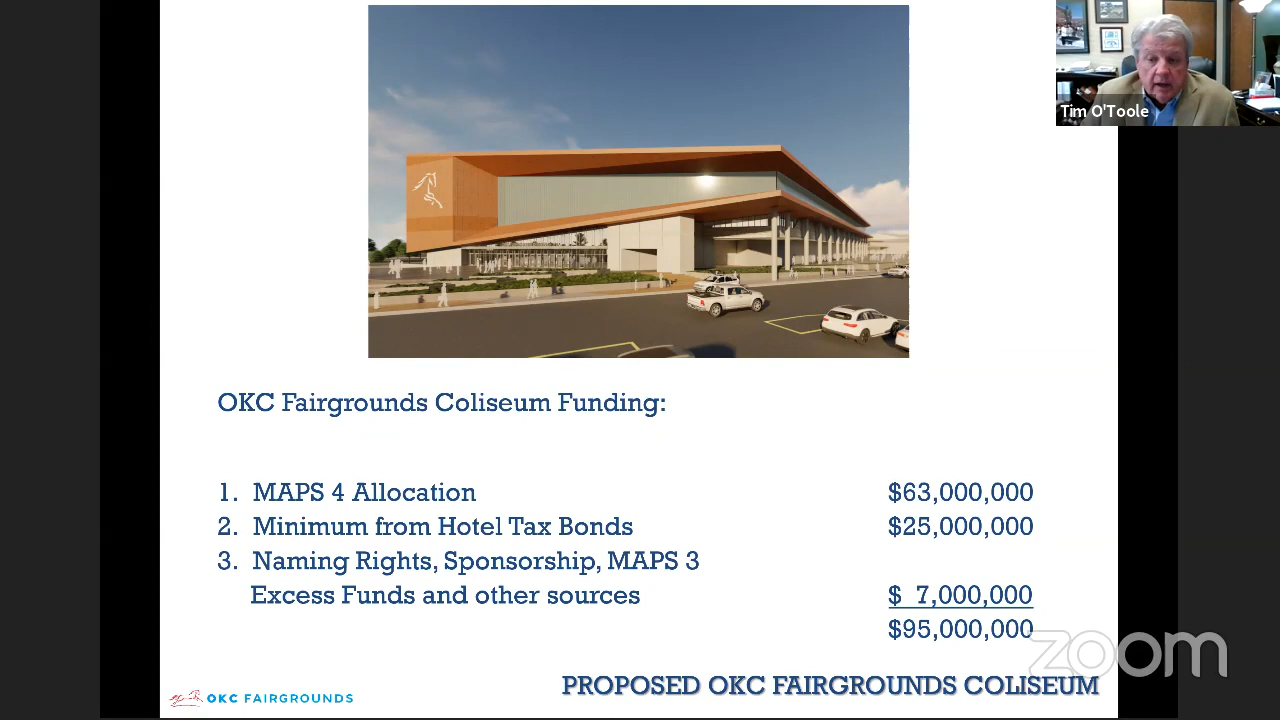 Tim O'Toole
OKC Fairgrounds Coliseum Funding:
1. MAPS 4 Allocation $63,000,000
2. Minimum from Hotel Tax Bonds $25,000,000
3. Naming Rights, Sponsorship, MAPS 3
Excess Funds and other sources $ 7,000,000
$95,000,000
zoom
OKC FAIRGROUNDS
PROPOSED OKC FAIRGROUNDS COLISEUM